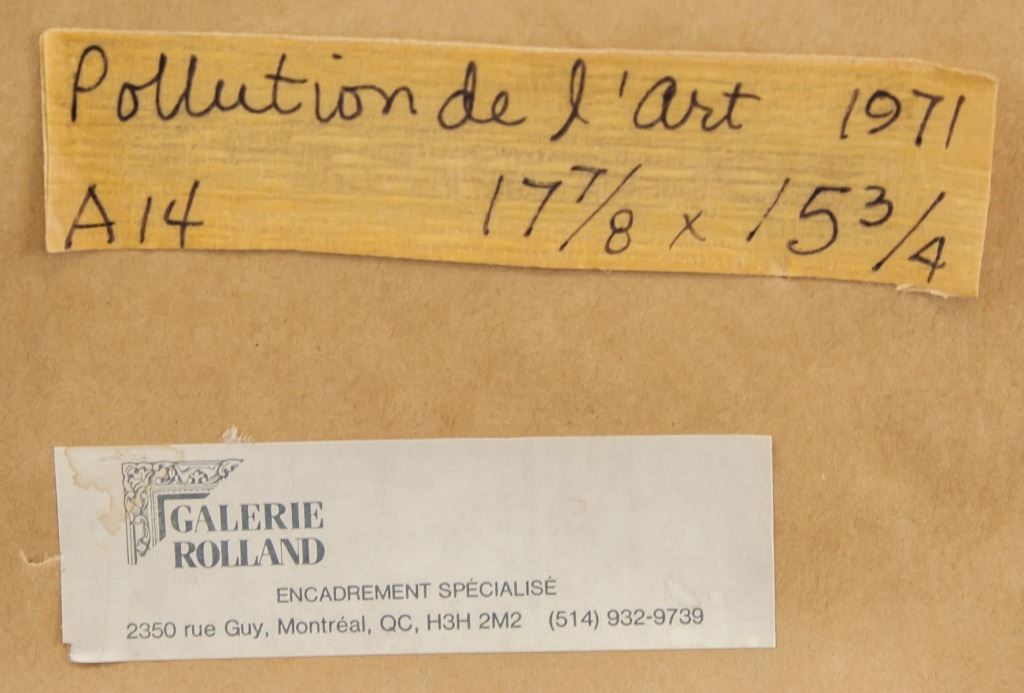 Pollution de l'Art 1971
A14 17 7/8 x 15 3/4
GALERIE
ROLLAND
ENCADREMENT SPÉCIALISÉ
2350 rue Guy, Montréal, QC, H3H 2M2 (514) 932-9739